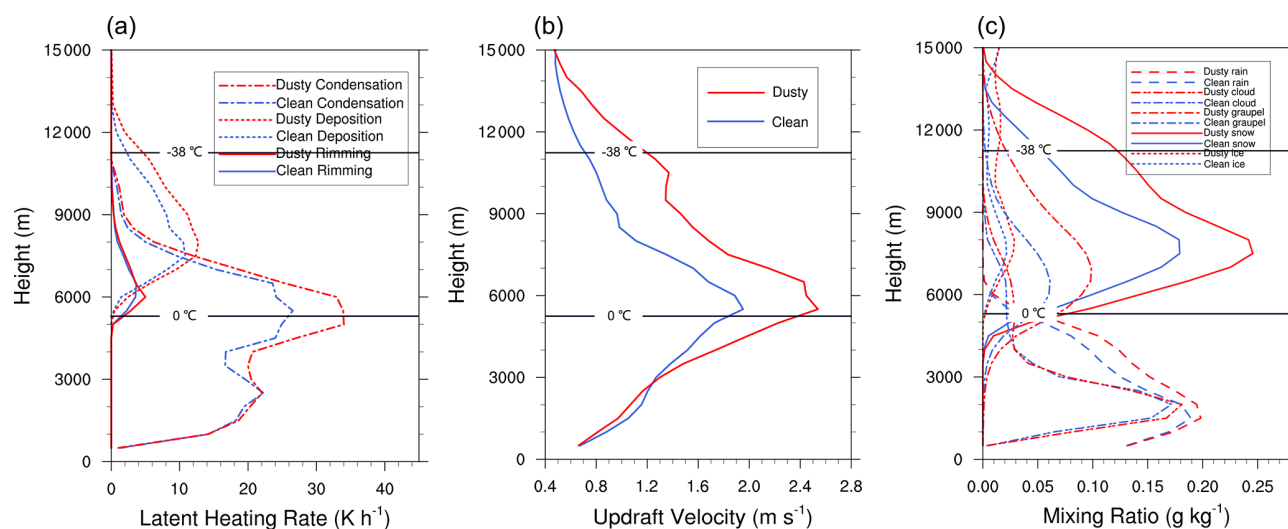 (a)
15000
12000
9000
6000
3000
0
Height (m)
Dusty Condensation
Clean Condensation
Dusty Deposition
Clean Deposition
Dusty Rimming
Clean Rimming
-38 ℃
0 ℃
0 10 20 30 40
Latent Heating Rate (K h⁻¹)
(b)
15000
12000
9000
6000
3000
0
Height (m)
Dusty
Clean
-38 ℃
0 ℃
0.4 0.8 1.2 1.6 2.0 2.4 2.8
Updraft Velocity (m s⁻¹)
(c)
15000
12000
9000
6000
3000
0
Height (m)
Dusty rain
Clean rain
Dusty cloud
Clean cloud
Dusty graupel
Clean graupel
Dusty snow
Clean snow
Dusty ice
Clean ice
-38 ℃
0 ℃
0.00 0.05 0.10 0.15 0.20 0.25
Mixing Ratio (g kg⁻¹)